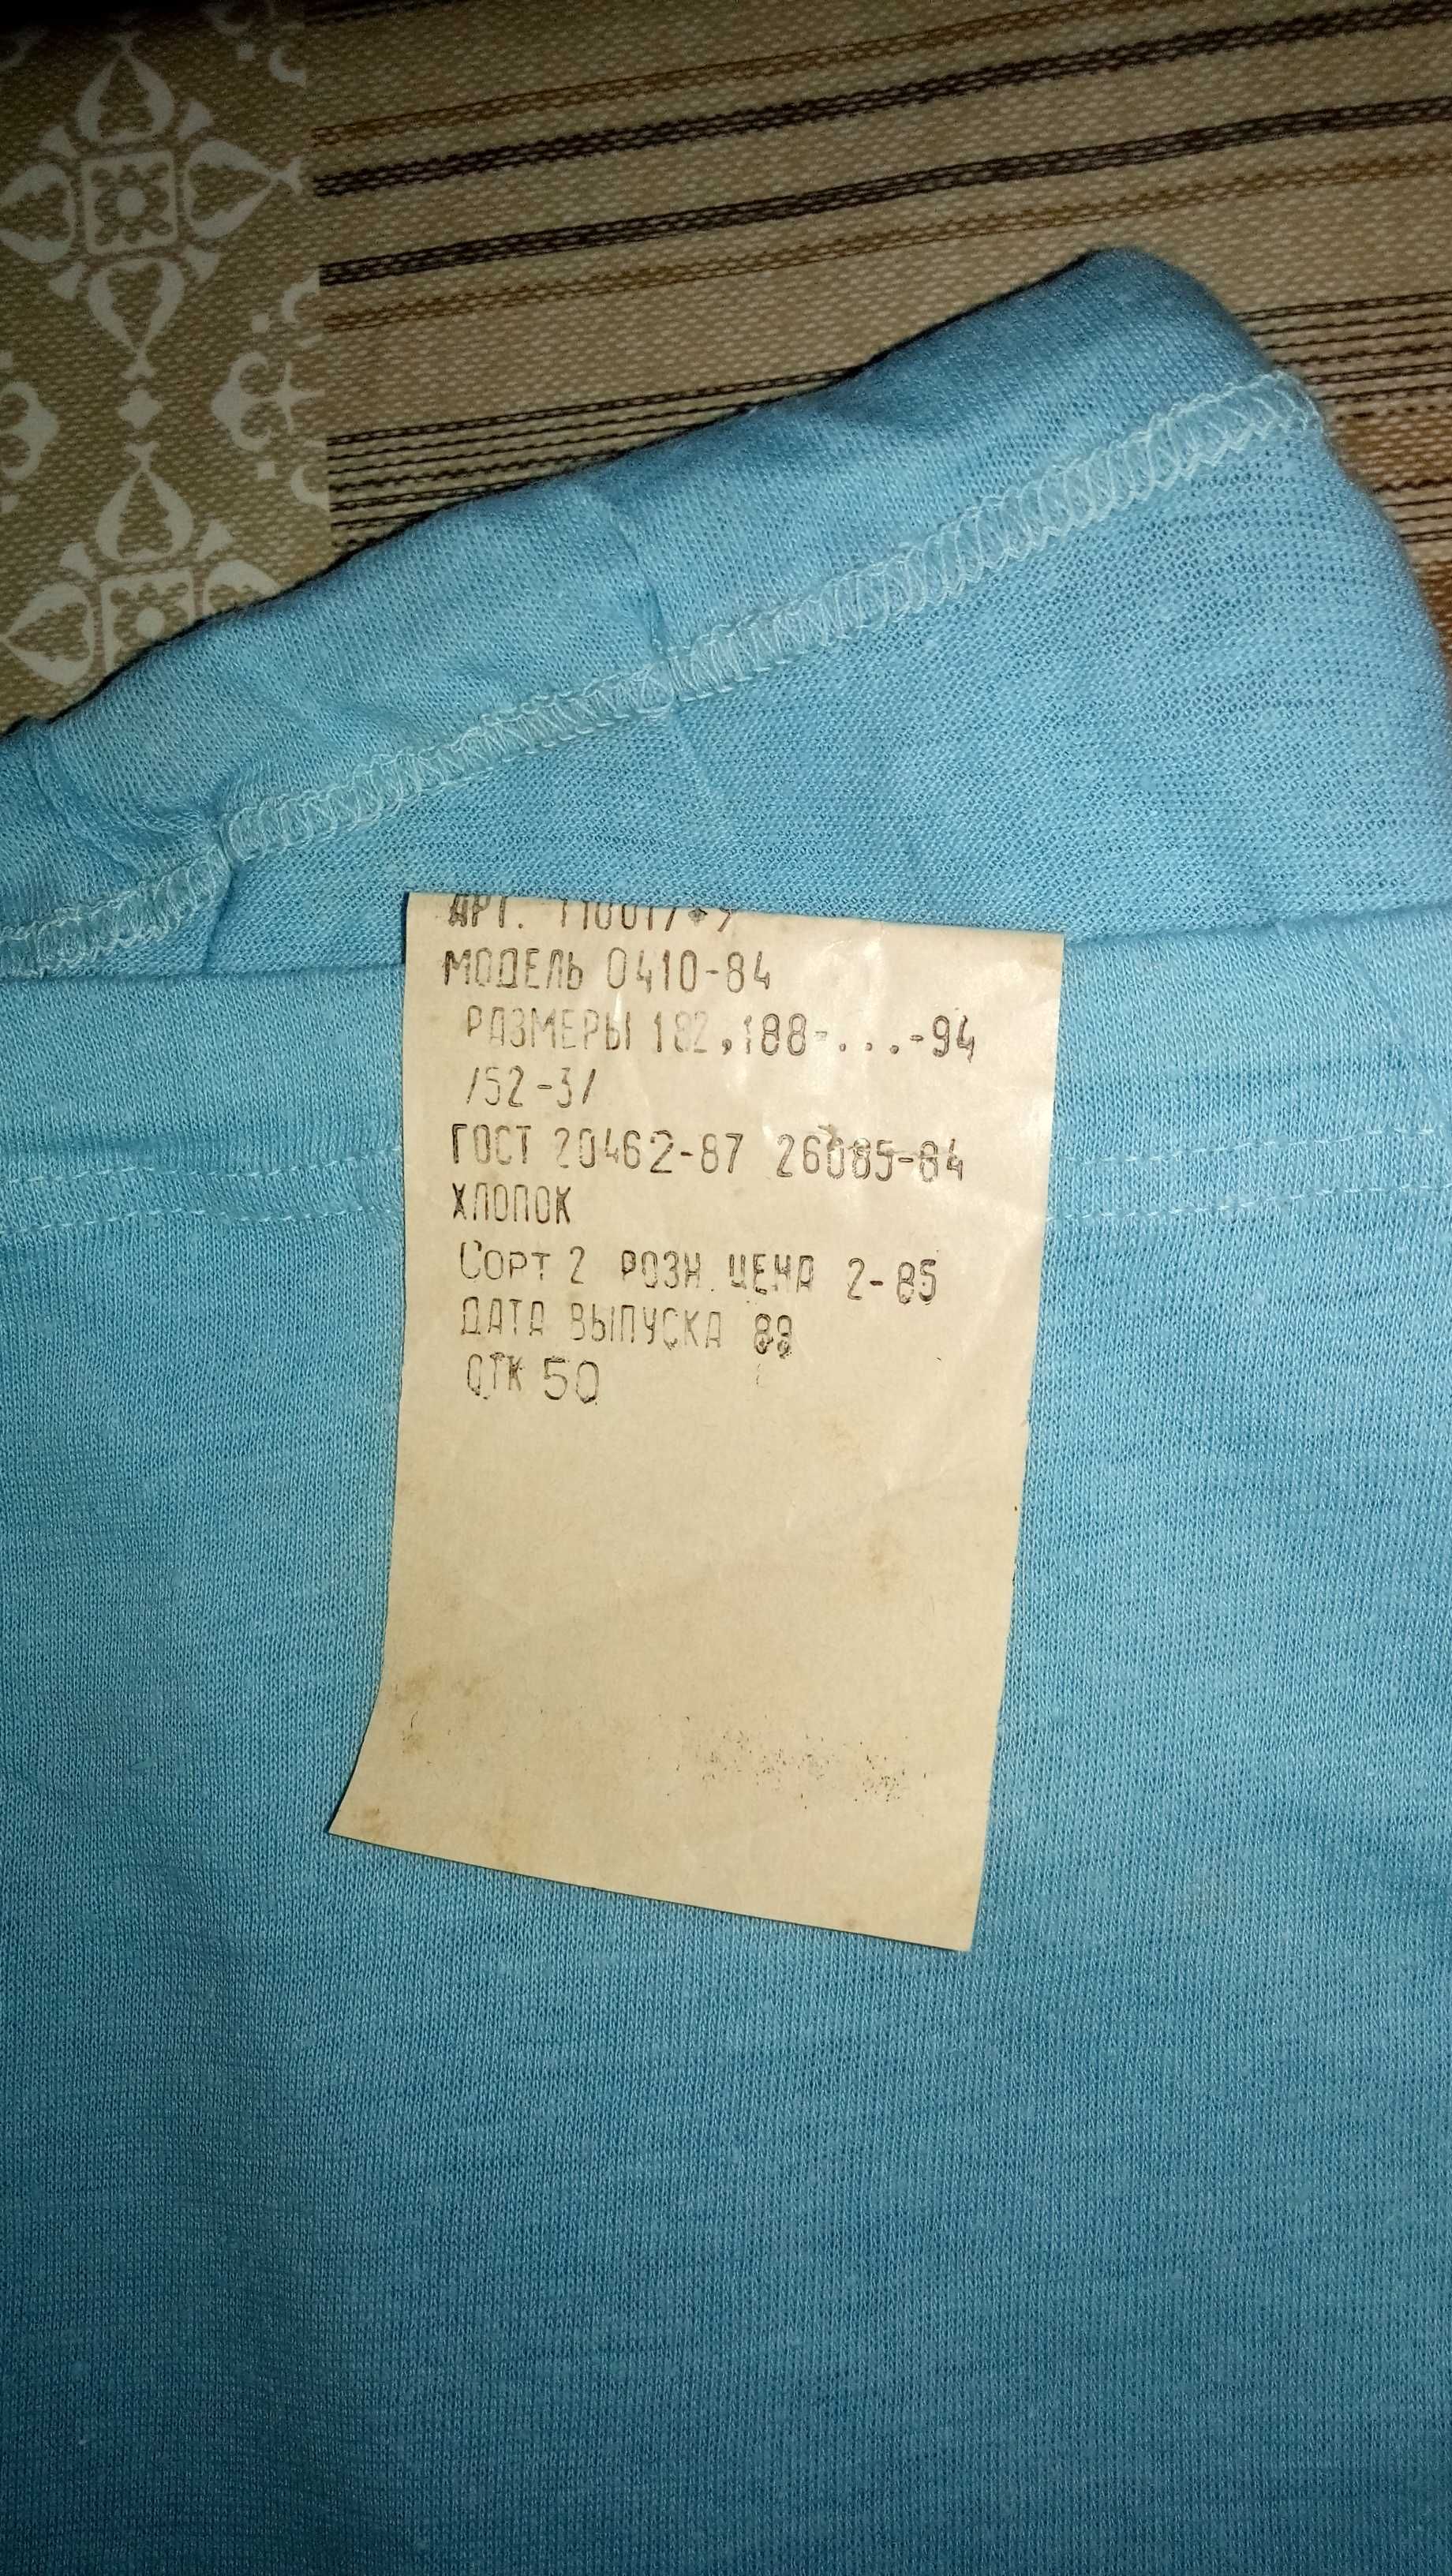 АРТ.
МОДЕЛЬ 0410-84
РАЗМЕРЫ 182,188-...-94
/52-3/
ГОСТ 20462-87 26085-84
ХЛОПОК
СОРТ 2 РОЗН. ЦЕНА 2-85
ДАТА ВЫПУСКА 88
ОТК 50